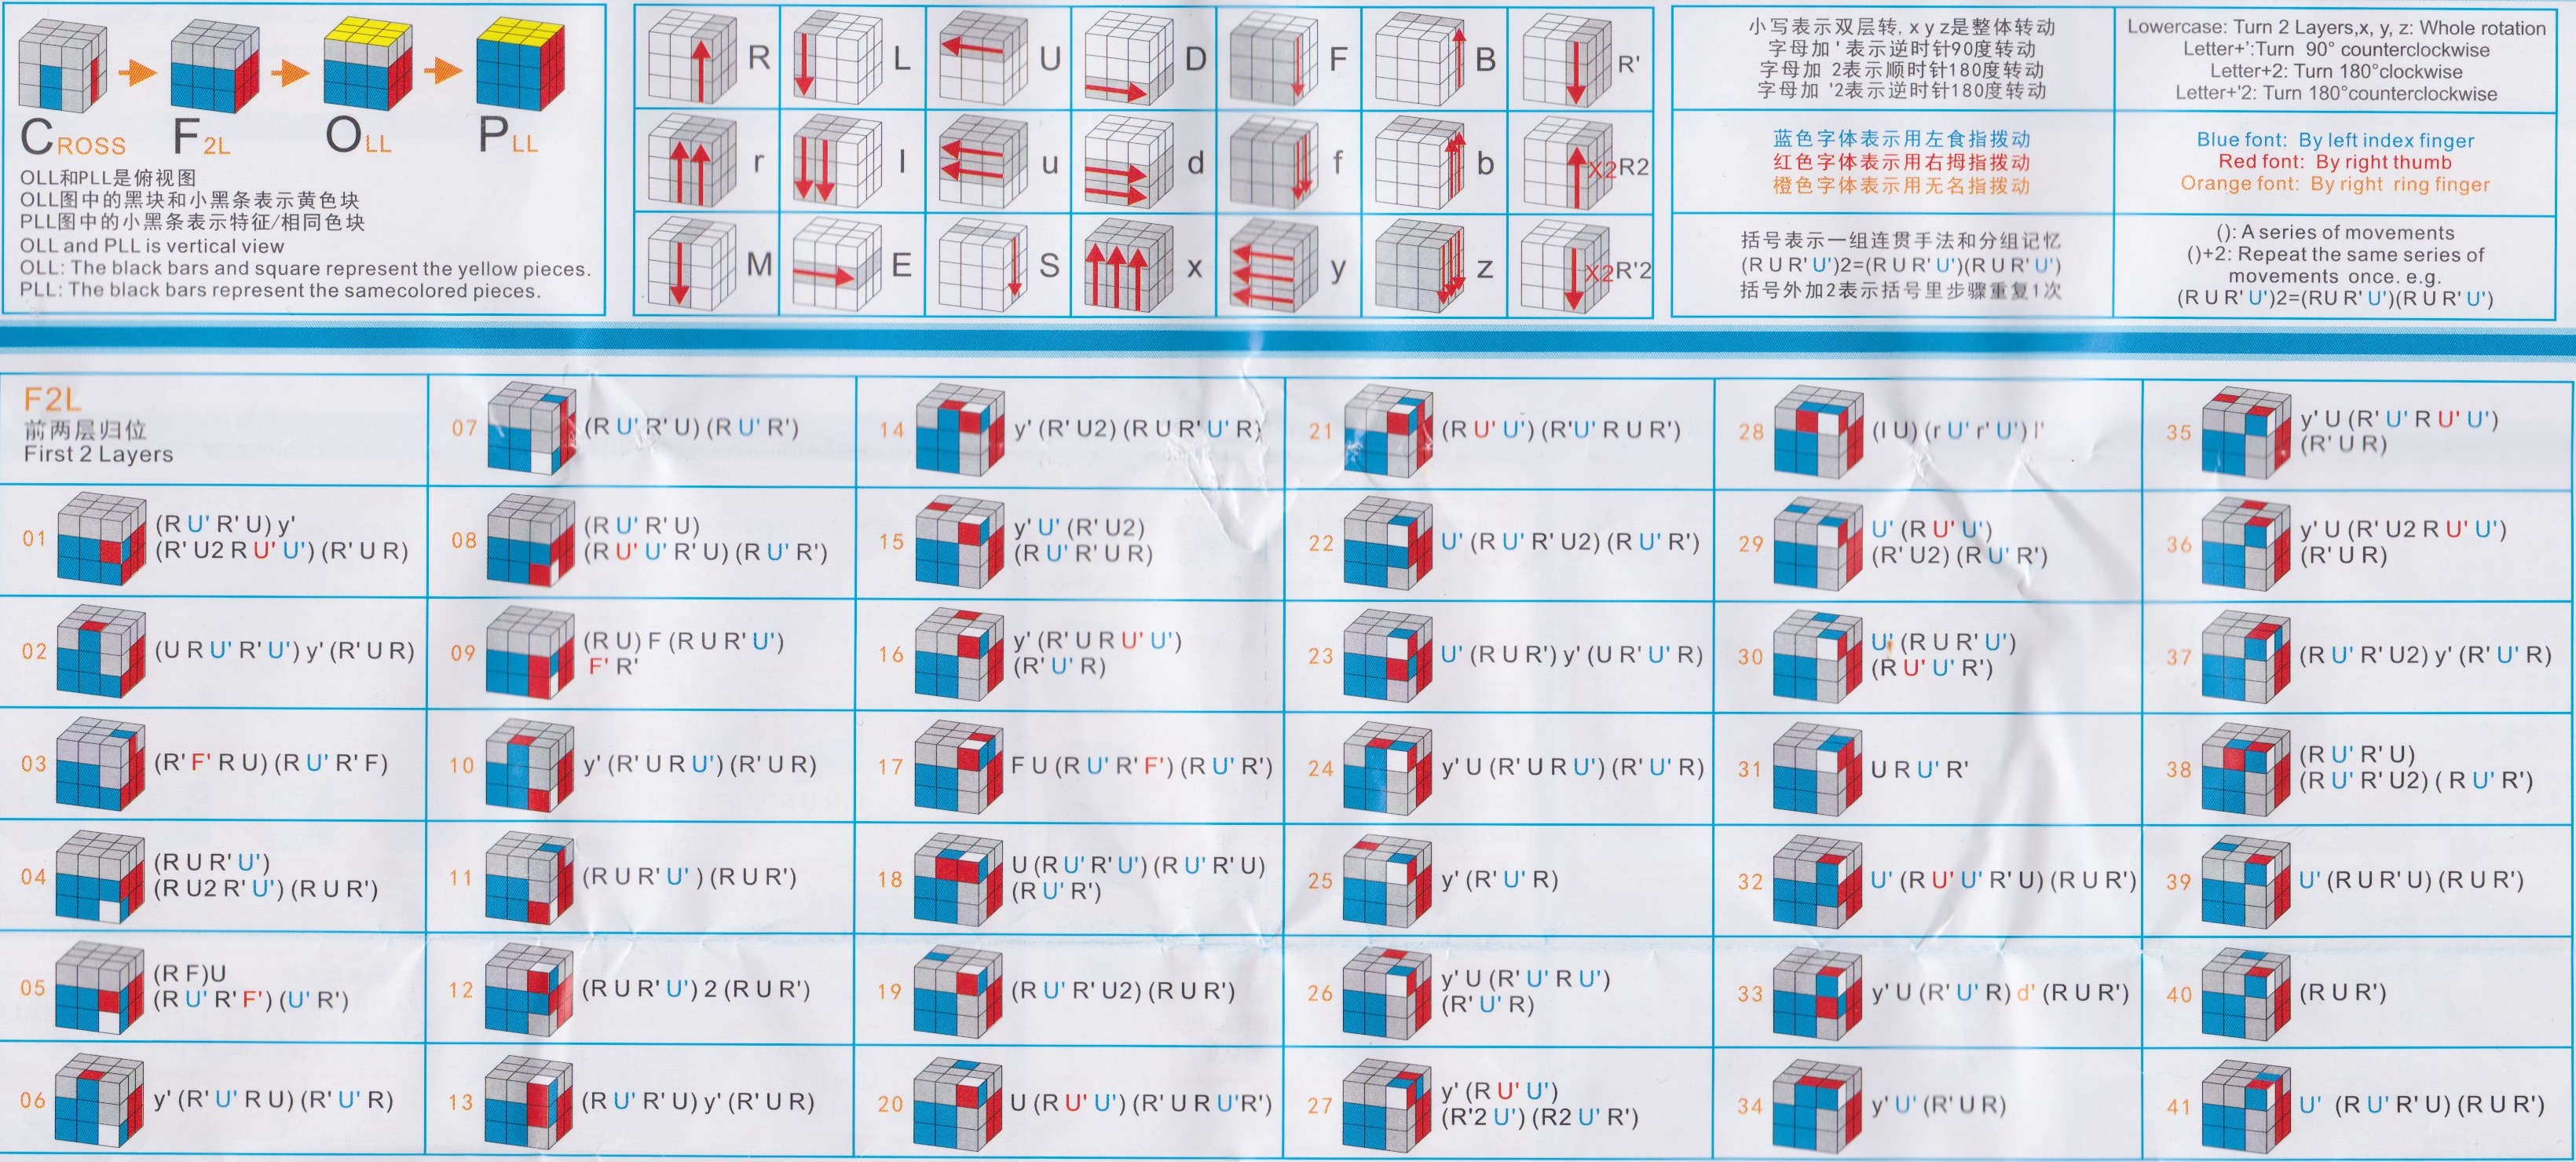 CROSS
F2L
OLL
PLL
OLL和PLL是俯视图
OLL图中的黑块和小黑条表示黄色块
PLL图中的小黑条表示特征/相同色块
OLL and PLL is vertical view
OLL: The black bars and square represent the yellow pieces.
PLL: The black bars represent the samecolored pieces.
R
L
U
D
F
B
R'
r
l
u
d
f
b
X2R2
M
E
S
x
y
z
X2R'2
小写表示双层转, x y z是整体转动
字母加 ' 表示逆时针90度转动
字母加 2表示顺时针180度转动
字母加 '2表示逆时针180度转动
Lowercase: Turn 2 Layers,x, y, z: Whole rotation
Letter+':Turn 90° counterclockwise
Letter+2: Turn 180°clockwise
Letter+'2: Turn 180°counterclockwise
蓝色字体表示用左食指拨动
红色字体表示用右拇指拨动
橙色字体表示用无名指拨动
Blue font: By left index finger
Red font: By right thumb
Orange font: By right ring finger
括号表示一组连贯手法和分组记忆
(R U R' U')2=(R U R' U')(R U R' U')
括号外加2表示括号里步骤重复1次
(): A series of movements
()+2: Repeat the same series of
movements once. e.g.
(R U R' U')2=(RU R' U')(R U R' U')
F2L
前两层归位
First 2 Layers
01
(R U' R' U) y'
(R' U2 R U' U') (R' U R)
02
(U R U' R' U') y' (R' U R)
03
(R' F' R U) (R U' R' F)
04
(R U R' U')
(R U2 R' U') (R U R')
05
(R F)U
(R U' R' F') (U' R')
06
y' (R' U' R U) (R' U' R)
07
(R U' R' U) (R U' R')
08
(R U' R' U)
(R U' U' R' U) (R U' R')
09
(R U) F (R U R' U')
F' R'
10
y' (R' U R U') (R' U R)
11
(R U R' U' ) (R U R')
12
(R U R' U') 2 (R U R')
13
(R U' R' U) y' (R' U R)
14
y' (R' U2) (R U R' U' R)
15
y' U' (R' U2)
(R U' R' U R)
16
y' (R' U R U' U')
(R' U' R)
17
F U (R U' R' F') (R U' R')
18
U (R U' R' U') (R U' R' U)
(R U' R')
19
(R U' R' U2) (R U R')
20
U (R U' U') (R' U R U'R')
21
(R U' U') (R'U' R U R')
22
U' (R U' R' U2) (R U' R')
23
U' (R U R') y' (U R' U' R)
24
y' U (R' U R U') (R' U' R)
25
y' (R' U' R)
26
y' U (R' U' R U')
(R' U' R)
27
y' (R U' U')
(R'2 U') (R2 U' R')
28
(l U) (r U' r' U') l'
29
U' (R U' U')
(R' U2) (R U' R')
30
U' (R U R' U')
(R U' U' R')
31
U R U' R'
32
U' (R U' U' R' U) (R U R')
33
y' U (R' U' R) d' (R U R')
34
y' U' (R' U R)
35
y' U (R' U' R U' U')
(R' U R)
36
y' U (R' U2 R U' U')
(R' U R)
37
(R U' R' U2) y' (R' U' R)
38
(R U' R' U)
(R U' R' U2) ( R U' R')
39
U' (R U R' U) (R U R')
40
(R U R')
41
U' (R U' R' U) (R U R')